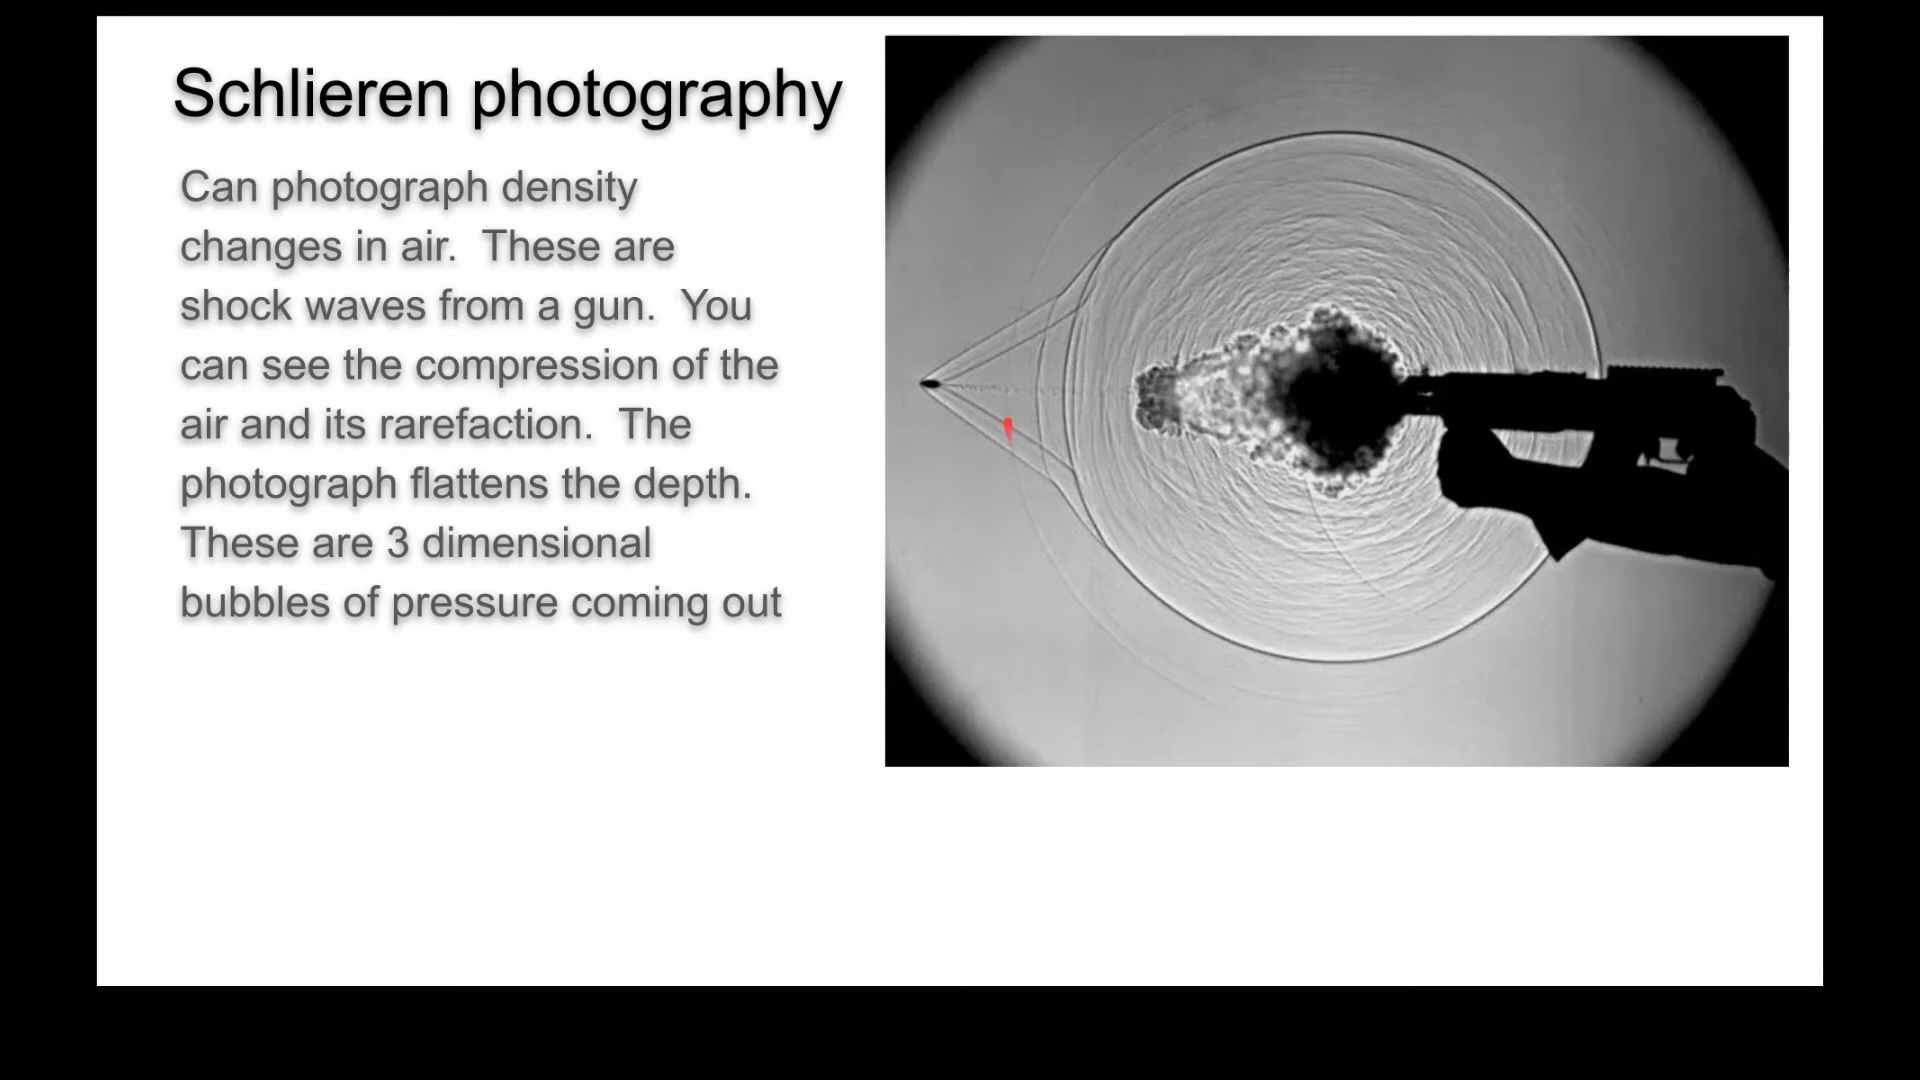 Schlieren photography
Can photograph density
changes in air.  These are
shock waves from a gun.  You
can see the compression of the
air and its rarefaction.  The
photograph flattens the depth.
These are 3 dimensional
bubbles of pressure coming out